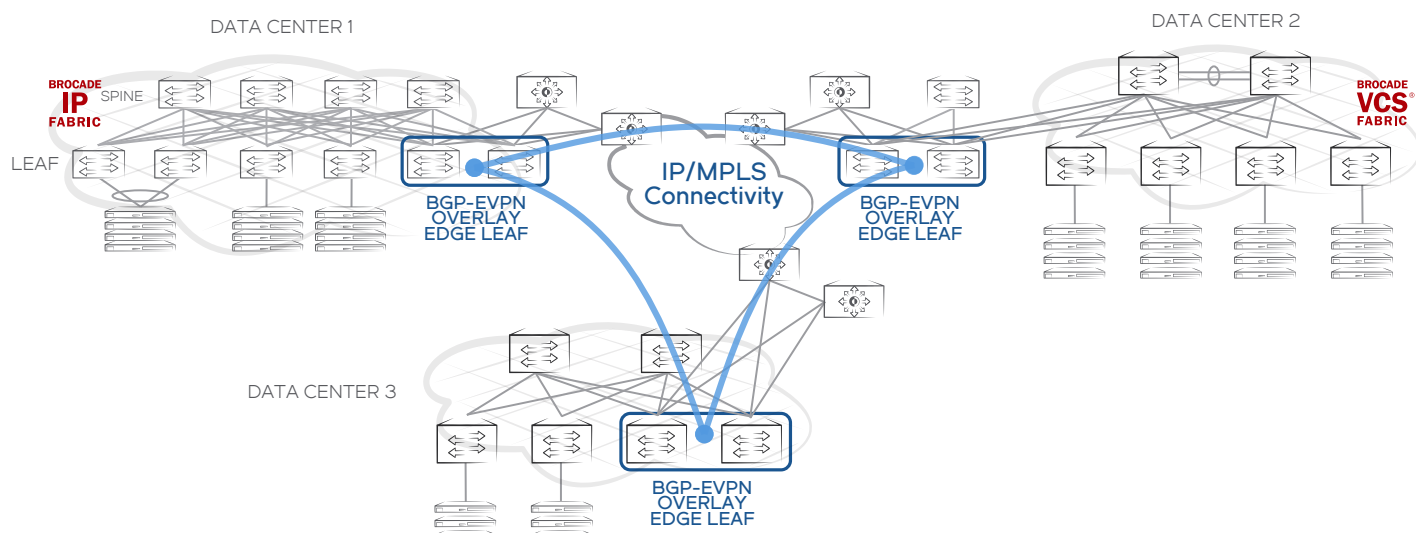 DATA CENTER 1
DATA CENTER 2
BROCADE
IP
FABRIC
SPINE
BROCADE
VCS®
FABRIC
LEAF
IP/MPLS
Connectivity
BGP-EVPN
OVERLAY
EDGE LEAF
BGP-EVPN
OVERLAY
EDGE LEAF
DATA CENTER 3
BGP-EVPN
OVERLAY
EDGE LEAF